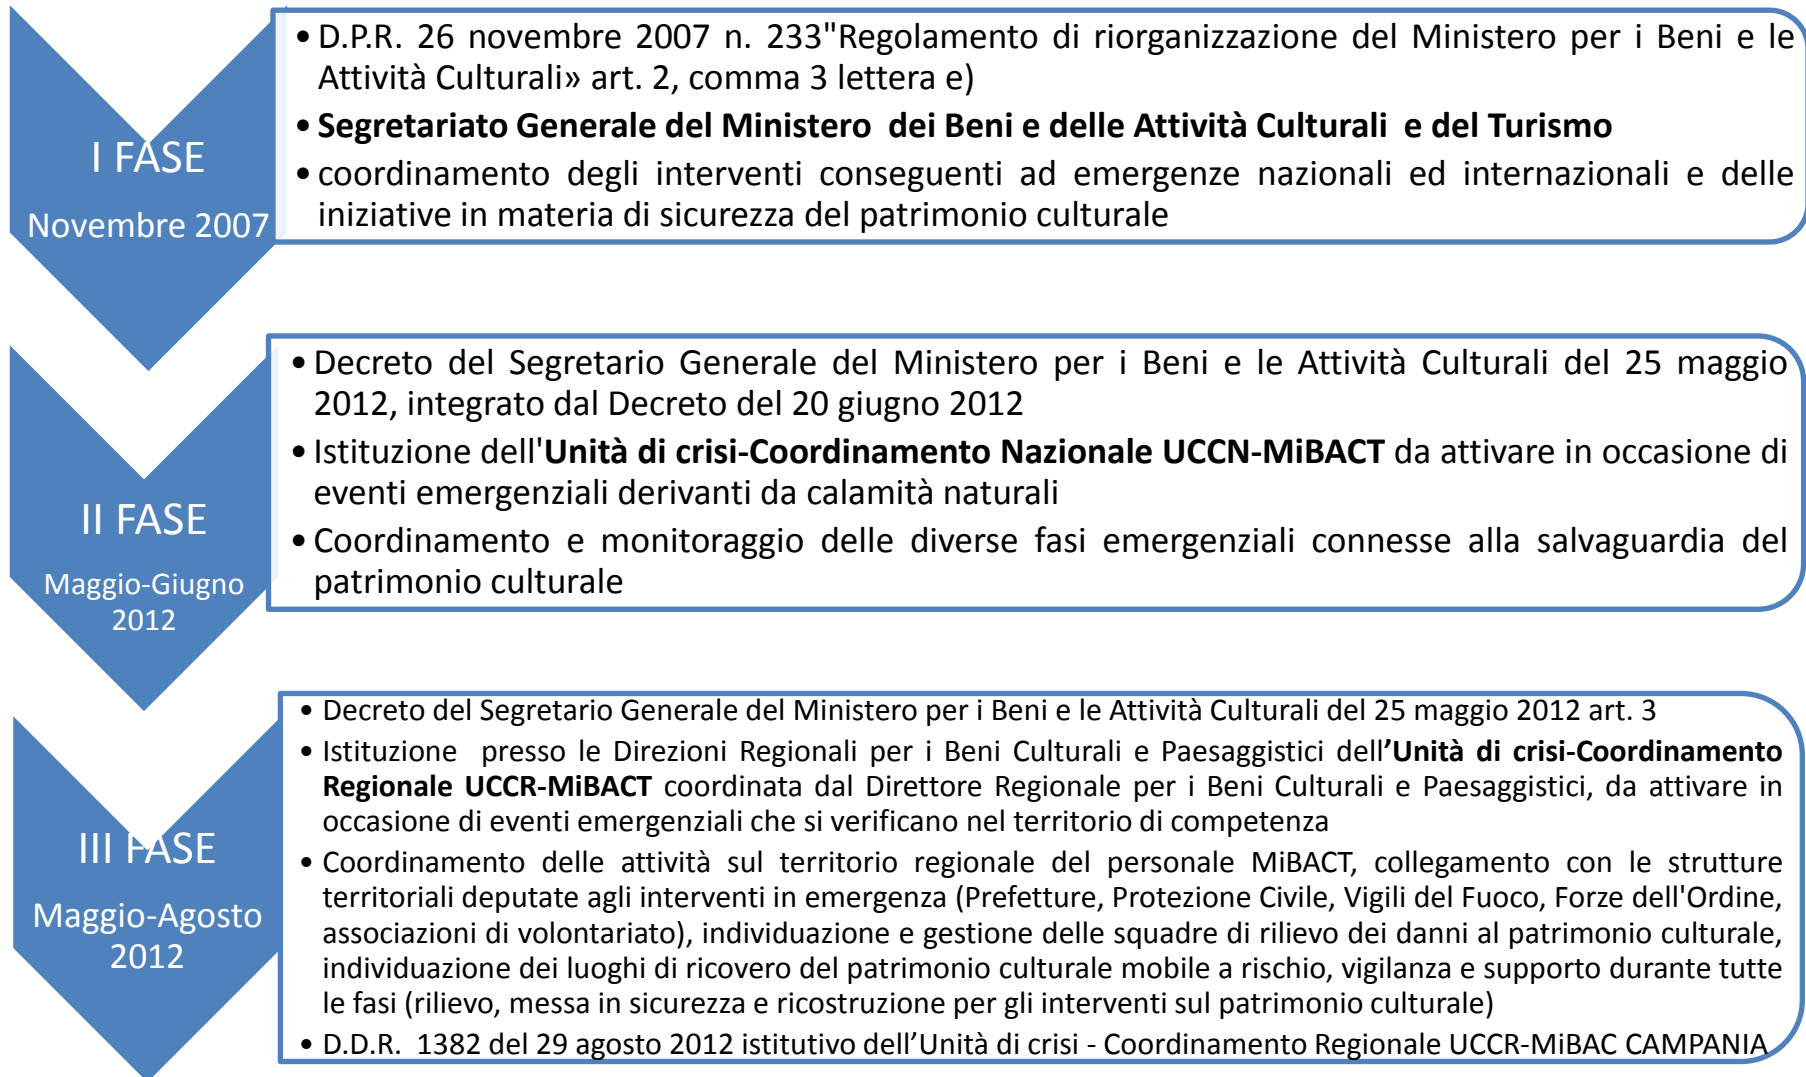 I FASE
Novembre 2007
• D.P.R. 26 novembre 2007 n. 233"Regolamento di riorganizzazione del Ministero per i Beni e le
Attività Culturali» art. 2, comma 3 lettera e)
• Segretariato Generale del Ministero dei Beni e delle Attività Culturali e del Turismo
• coordinamento degli interventi conseguenti ad emergenze nazionali ed internazionali e delle
iniziative in materia di sicurezza del patrimonio culturale
II FASE
Maggio-Giugno
2012
• Decreto del Segretario Generale del Ministero per i Beni e le Attività Culturali del 25 maggio
2012, integrato dal Decreto del 20 giugno 2012
• Istituzione dell'Unità di crisi-Coordinamento Nazionale UCCN-MiBACT da attivare in occasione di
eventi emergenziali derivanti da calamità naturali
• Coordinamento e monitoraggio delle diverse fasi emergenziali connesse alla salvaguardia del
patrimonio culturale
III FASE
Maggio-Agosto
2012
• Decreto del Segretario Generale del Ministero per i Beni e le Attività Culturali del 25 maggio 2012 art. 3
• Istituzione presso le Direzioni Regionali per i Beni Culturali e Paesaggistici dell’Unità di crisi-Coordinamento
Regionale UCCR-MiBACT coordinata dal Direttore Regionale per i Beni Culturali e Paesaggistici, da attivare in
occasione di eventi emergenziali che si verificano nel territorio di competenza
• Coordinamento delle attività sul territorio regionale del personale MiBACT, collegamento con le strutture
territoriali deputate agli interventi in emergenza (Prefetture, Protezione Civile, Vigili del Fuoco, Forze dell'Ordine,
associazioni di volontariato), individuazione e gestione delle squadre di rilievo dei danni al patrimonio culturale,
individuazione dei luoghi di ricovero del patrimonio culturale mobile a rischio, vigilanza e supporto durante tutte
le fasi (rilievo, messa in sicurezza e ricostruzione per gli interventi sul patrimonio culturale)
• D.D.R. 1382 del 29 agosto 2012 istitutivo dell’Unità di crisi - Coordinamento Regionale UCCR-MiBAC CAMPANIA